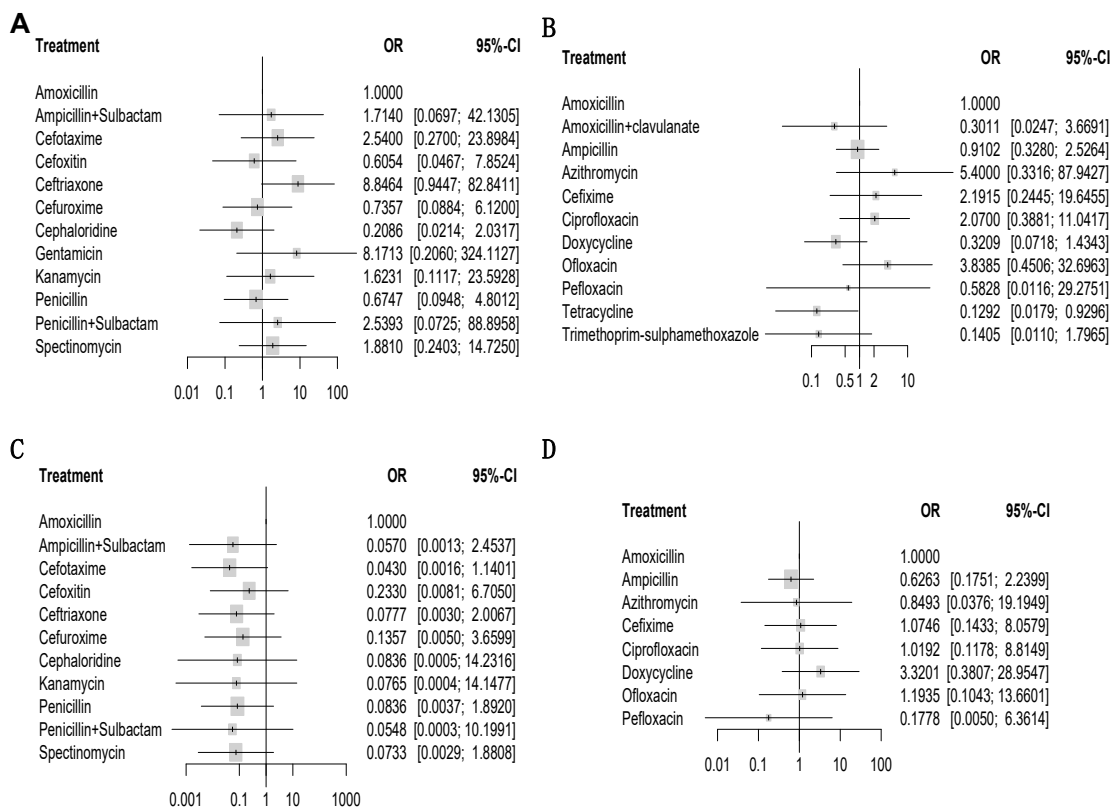 A
Treatment OR 95%-CI
Amoxicillin 1.0000
Ampicillin+Sulbactam 1.7140 [0.0697; 42.1305]
Cefotaxime 2.5400 [0.2700; 23.8984]
Cefoxitin 0.6054 [0.0467; 7.8524]
Ceftriaxone 8.8464 [0.9447; 82.8411]
Cefuroxime 0.7357 [0.0884; 6.1200]
Cephaloridine 0.2086 [0.0214; 2.0317]
Gentamicin 8.1713 [0.2060; 324.1127]
Kanamycin 1.6231 [0.1117; 23.5928]
Penicillin 0.6747 [0.0948; 4.8012]
Penicillin+Sulbactam 2.5393 [0.0725; 88.8958]
Spectinomycin 1.8810 [0.2403; 14.7250]
0.01 0.1 1 10 100
B
Treatment OR 95%-CI
Amoxicillin 1.0000
Amoxicillin+clavulanate 0.3011 [0.0247; 3.6691]
Ampicillin 0.9102 [0.3280; 2.5264]
Azithromycin 5.4000 [0.3316; 87.9427]
Cefixime 2.1915 [0.2445; 19.6455]
Ciprofloxacin 2.0700 [0.3881; 11.0417]
Doxycycline 0.3209 [0.0718; 1.4343]
Ofloxacin 3.8385 [0.4506; 32.6963]
Pefloxacin 0.5828 [0.0116; 29.2751]
Tetracycline 0.1292 [0.0179; 0.9296]
Trimethoprim-sulphamethoxazole 0.1405 [0.0110; 1.7965]
0.1 0.5 1 2 10
C
Treatment OR 95%-CI
Amoxicillin 1.0000
Ampicillin+Sulbactam 0.0570 [0.0013; 2.4537]
Cefotaxime 0.0430 [0.0016; 1.1401]
Cefoxitin 0.2330 [0.0081; 6.7050]
Ceftriaxone 0.0777 [0.0030; 2.0067]
Cefuroxime 0.1357 [0.0050; 3.6599]
Cephaloridine 0.0836 [0.0005; 14.2316]
Kanamycin 0.0765 [0.0004; 14.1477]
Penicillin 0.0836 [0.0037; 1.8920]
Penicillin+Sulbactam 0.0548 [0.0003; 10.1991]
Spectinomycin 0.0733 [0.0029; 1.8808]
0.001 0.1 1 10 1000
D
Treatment OR 95%-CI
Amoxicillin 1.0000
Ampicillin 0.6263 [0.1751; 2.2399]
Azithromycin 0.8493 [0.0376; 19.1949]
Cefixime 1.0746 [0.1433; 8.0579]
Ciprofloxacin 1.0192 [0.1178; 8.8149]
Doxycycline 3.3201 [0.3807; 28.9547]
Ofloxacin 1.1935 [0.1043; 13.6601]
Pefloxacin 0.1778 [0.0050; 6.3614]
0.01 0.1 1 10 100